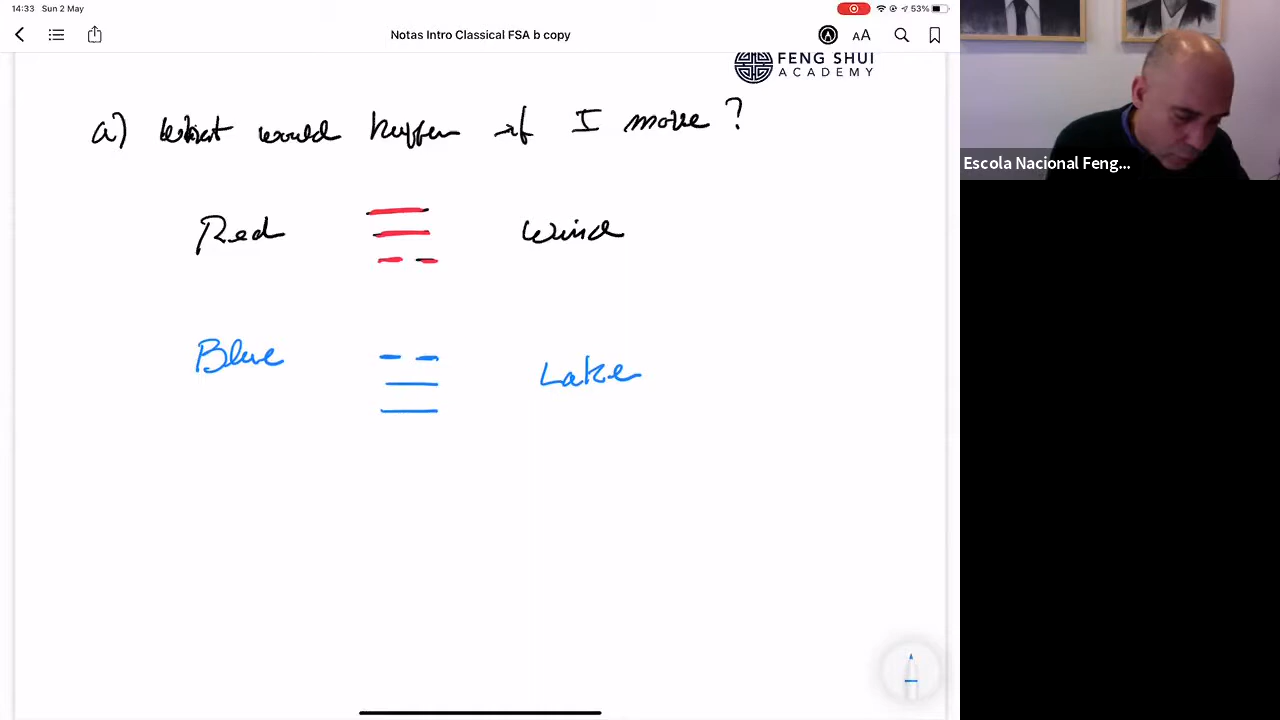 14:33 Sun 2 May 53%
Notas Intro Classical FSA b copy
AA
FENG SHUI
ACADEMY
a) What would happen if I move?
Red Wind
Blue Lake
Escola Nacional Feng...